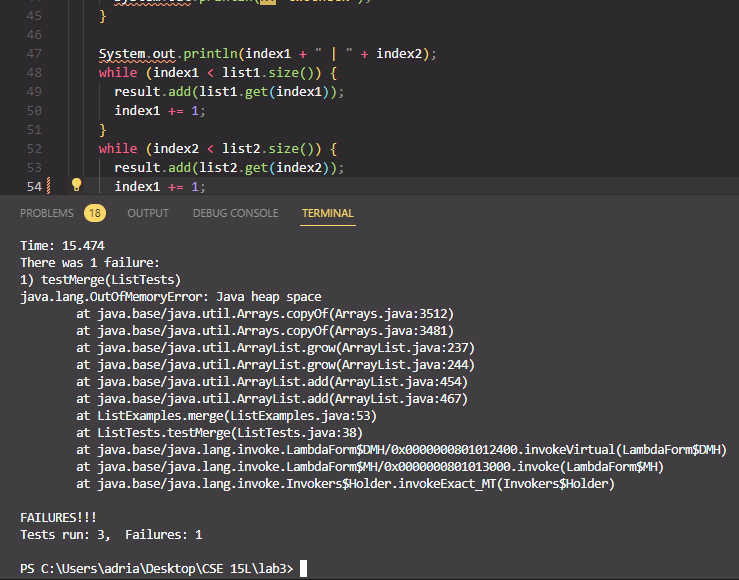 45 }
46
47 System.out.println(index1 + " | " + index2);
48 while (index1 < list1.size()) {
49 result.add(list1.get(index1));
50 index1 += 1;
51 }
52 while (index2 < list2.size()) {
53 result.add(list2.get(index2));
54 index1 += 1;
PROBLEMS 18 OUTPUT DEBUG CONSOLE TERMINAL
Time: 15.474
There was 1 failure:
1) testMerge(ListTests)
java.lang.OutOfMemoryError: Java heap space
at java.base/java.util.Arrays.copyOf(Arrays.java:3512)
at java.base/java.util.Arrays.copyOf(Arrays.java:3481)
at java.base/java.util.ArrayList.grow(ArrayList.java:237)
at java.base/java.util.ArrayList.grow(ArrayList.java:244)
at java.base/java.util.ArrayList.add(ArrayList.java:454)
at java.base/java.util.ArrayList.add(ArrayList.java:467)
at ListExamples.merge(ListExamples.java:53)
at ListTests.testMerge(ListTests.java:38)
at java.base/java.lang.invoke.LambdaForm$DMH/0x0000000801012400.invokeVirtual(LambdaForm$DMH)
at java.base/java.lang.invoke.LambdaForm$MH/0x0000000801013000.invoke(LambdaForm$MH)
at java.base/java.lang.invoke.Invokers$Holder.invokeExact_MT(Invokers$Holder)
FAILURES!!!
Tests run: 3,  Failures: 1
PS C:\Users\adria\Desktop\CSE 15L\lab3>